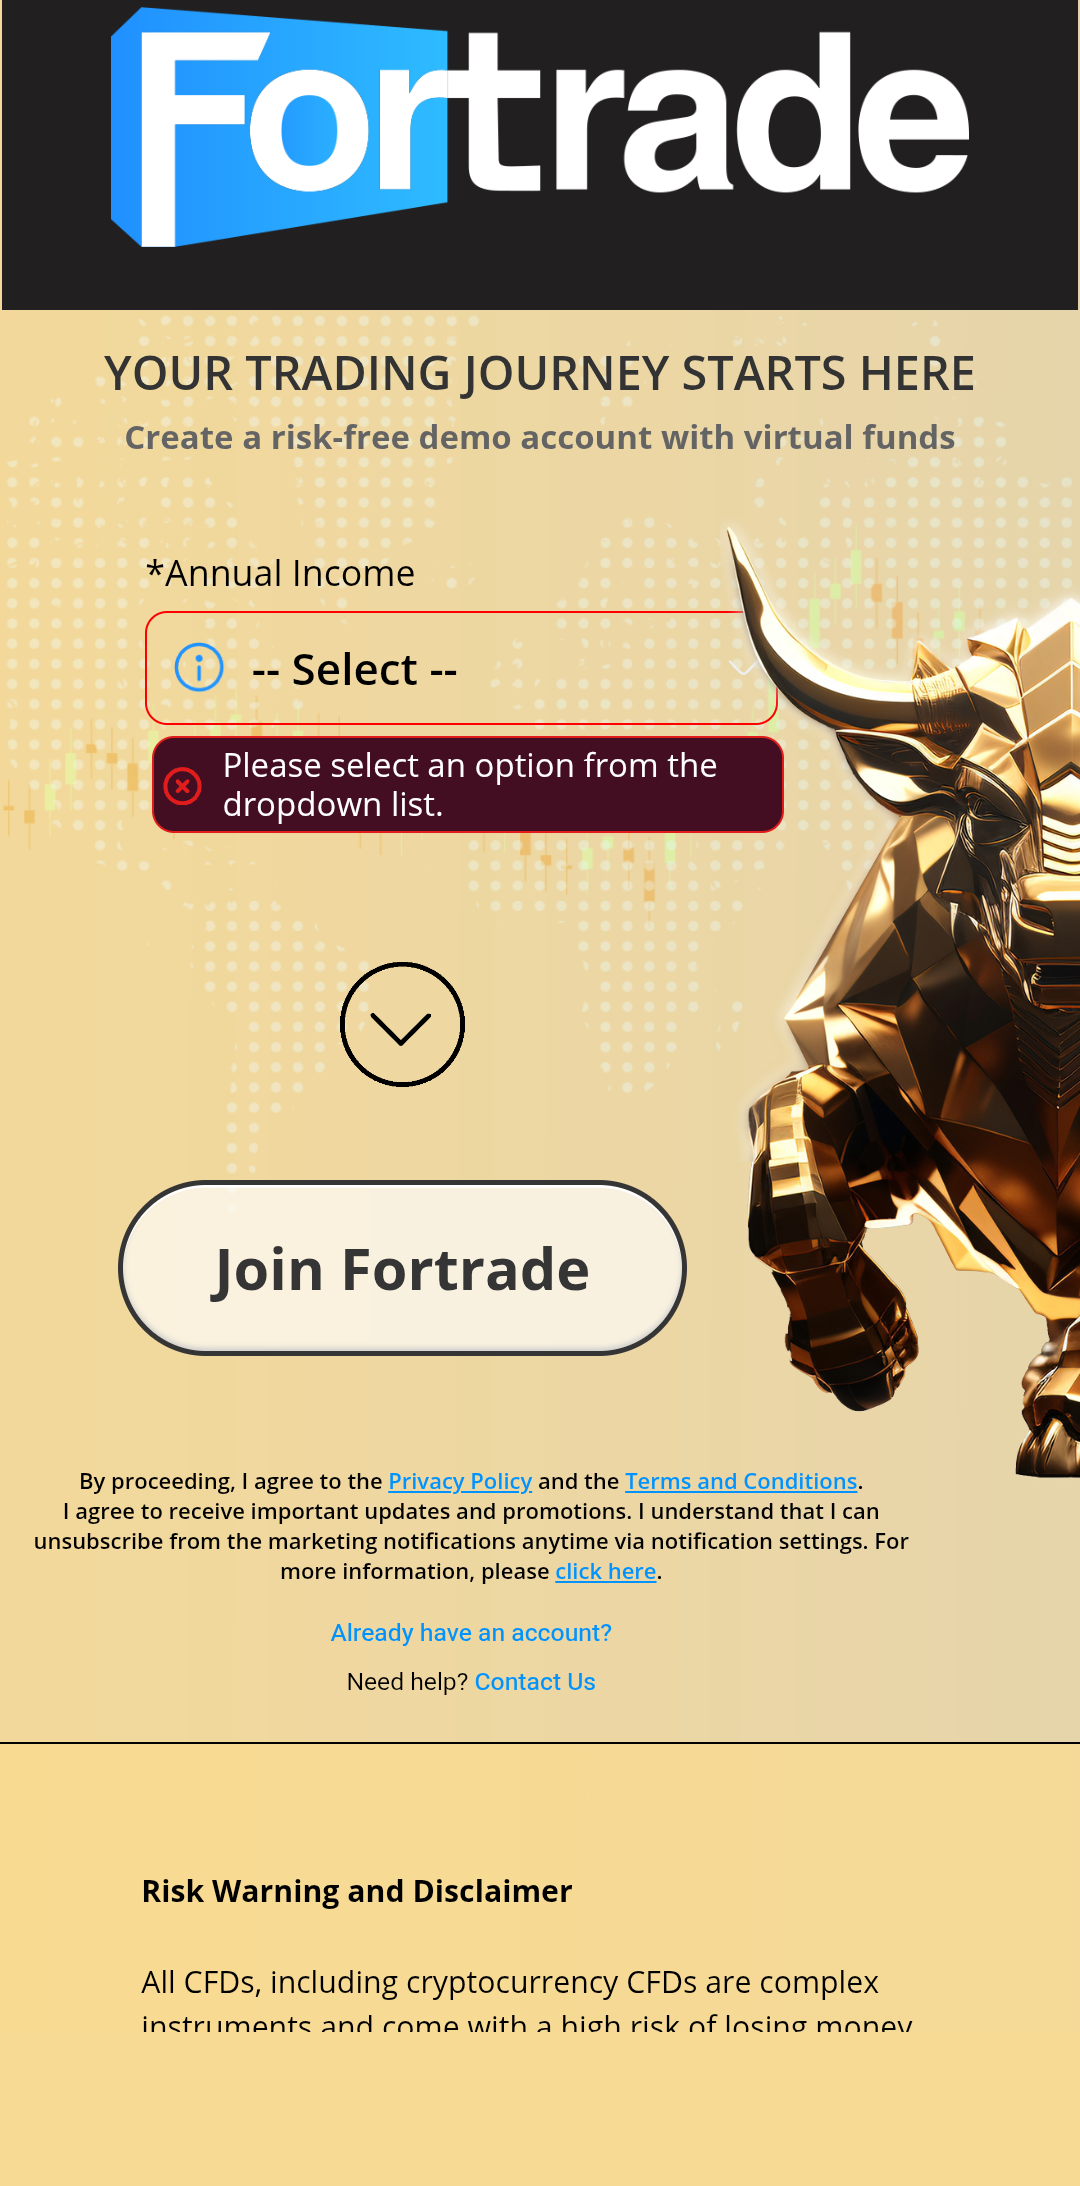 Fortrade
YOUR TRADING JOURNEY STARTS HERE
Create a risk-free demo account with virtual funds
*Annual Income
-- Select --
Please select an option from the
dropdown list.
Join Fortrade
By proceeding, I agree to the Privacy Policy and the Terms and Conditions.
I agree to receive important updates and promotions. I understand that I can
unsubscribe from the marketing notifications anytime via notification settings. For
more information, please click here.
Already have an account?
Need help? Contact Us
Risk Warning and Disclaimer
All CFDs, including cryptocurrency CFDs are complex
instruments and come with a high risk of losing money